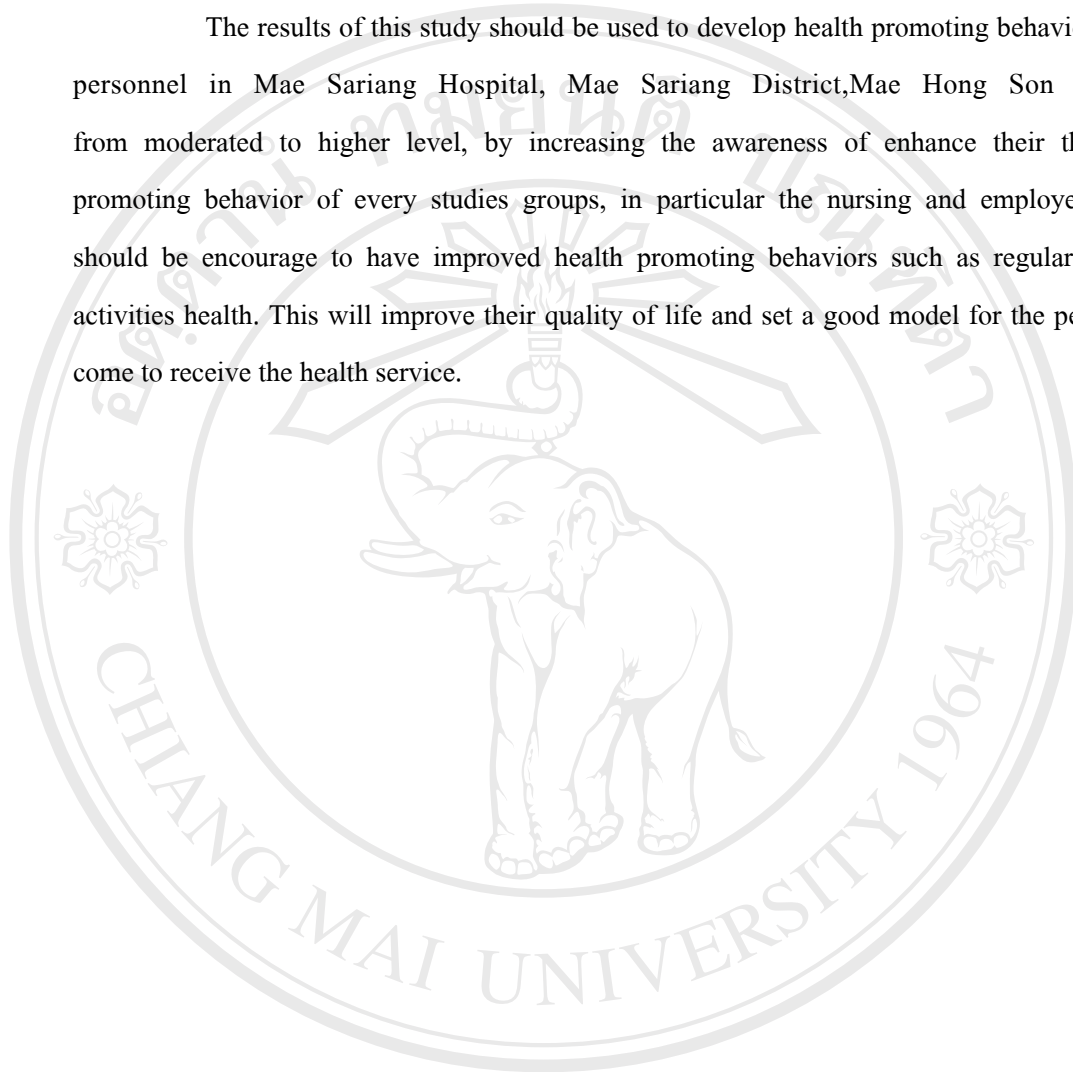 The results of this study should be used to develop health promoting
personnel in Mae Sariang Hospital, Mae Sariang District,Mae Hong Son
from moderated to higher level, by increasing the awareness of enhance their
promoting behavior of every studies groups, in particular the nursing and
should be encourage to have improved health promoting behaviors such as regular
activities health. This will improve their quality of life and set a good model for the
come to receive the health service.
CHIANG MAI UNIVERSITY 1964